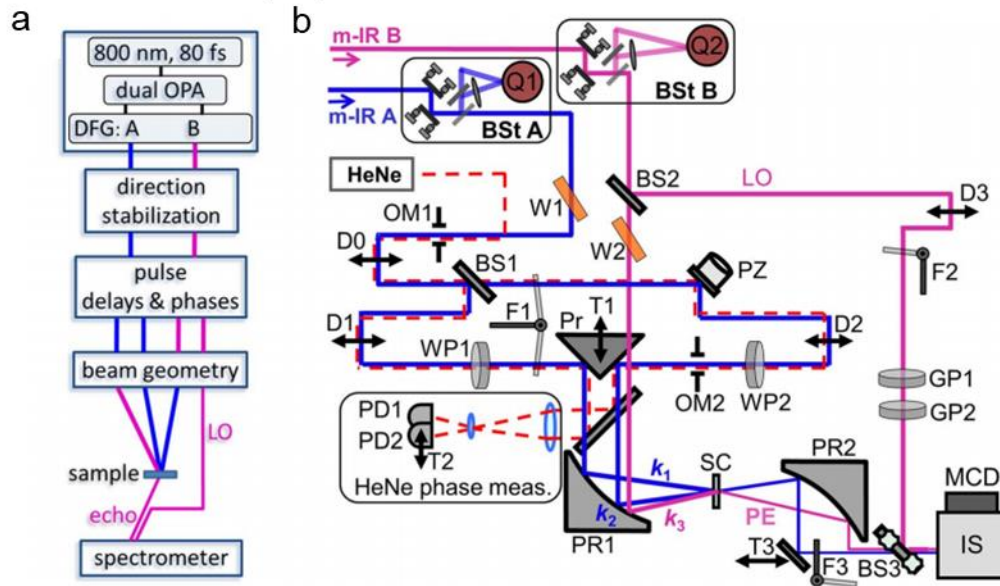 a
800 nm, 80 fs
dual OPA
DFG: A B
direction
stabilization
pulse
delays & phases
beam geometry
LO
sample
echo
spectrometer
b
m-IR B
Q2
BSt B
Q1
m-IR A
BSt A
HeNe
OM1
W1
BS2
LO
D3
W2
D0
BS1
PZ
F2
F1
T1
Pr
D1
D2
WP1
OM2
WP2
GP1
GP2
PD1
PD2
T2
HeNe phase meas.
k1
k2
k3
SC
PR2
PR1
PE
MCD
IS
T3
F3
BS3